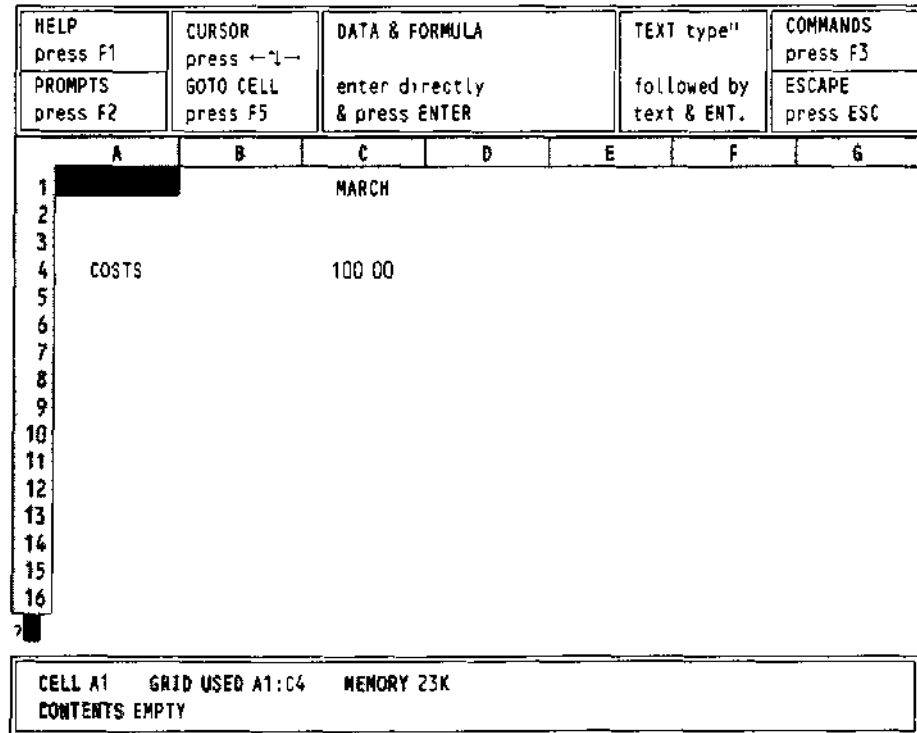 HELP
press F1
CURSOR
press ←↑↓→
DATA & FORMULA
TEXT type"
COMMANDS
press F3
PROMPTS
press F2
GOTO CELL
press F5
enter directly
& press ENTER
followed by
text & ENT.
ESCAPE
press ESC
A B C D E F G
1 MARCH
2
3
4 COSTS 100 00
5
6
7
8
9
10
11
12
13
14
15
16
?
CELL A1 GRID USED A1:C4 MEMORY 23K
CONTENTS EMPTY